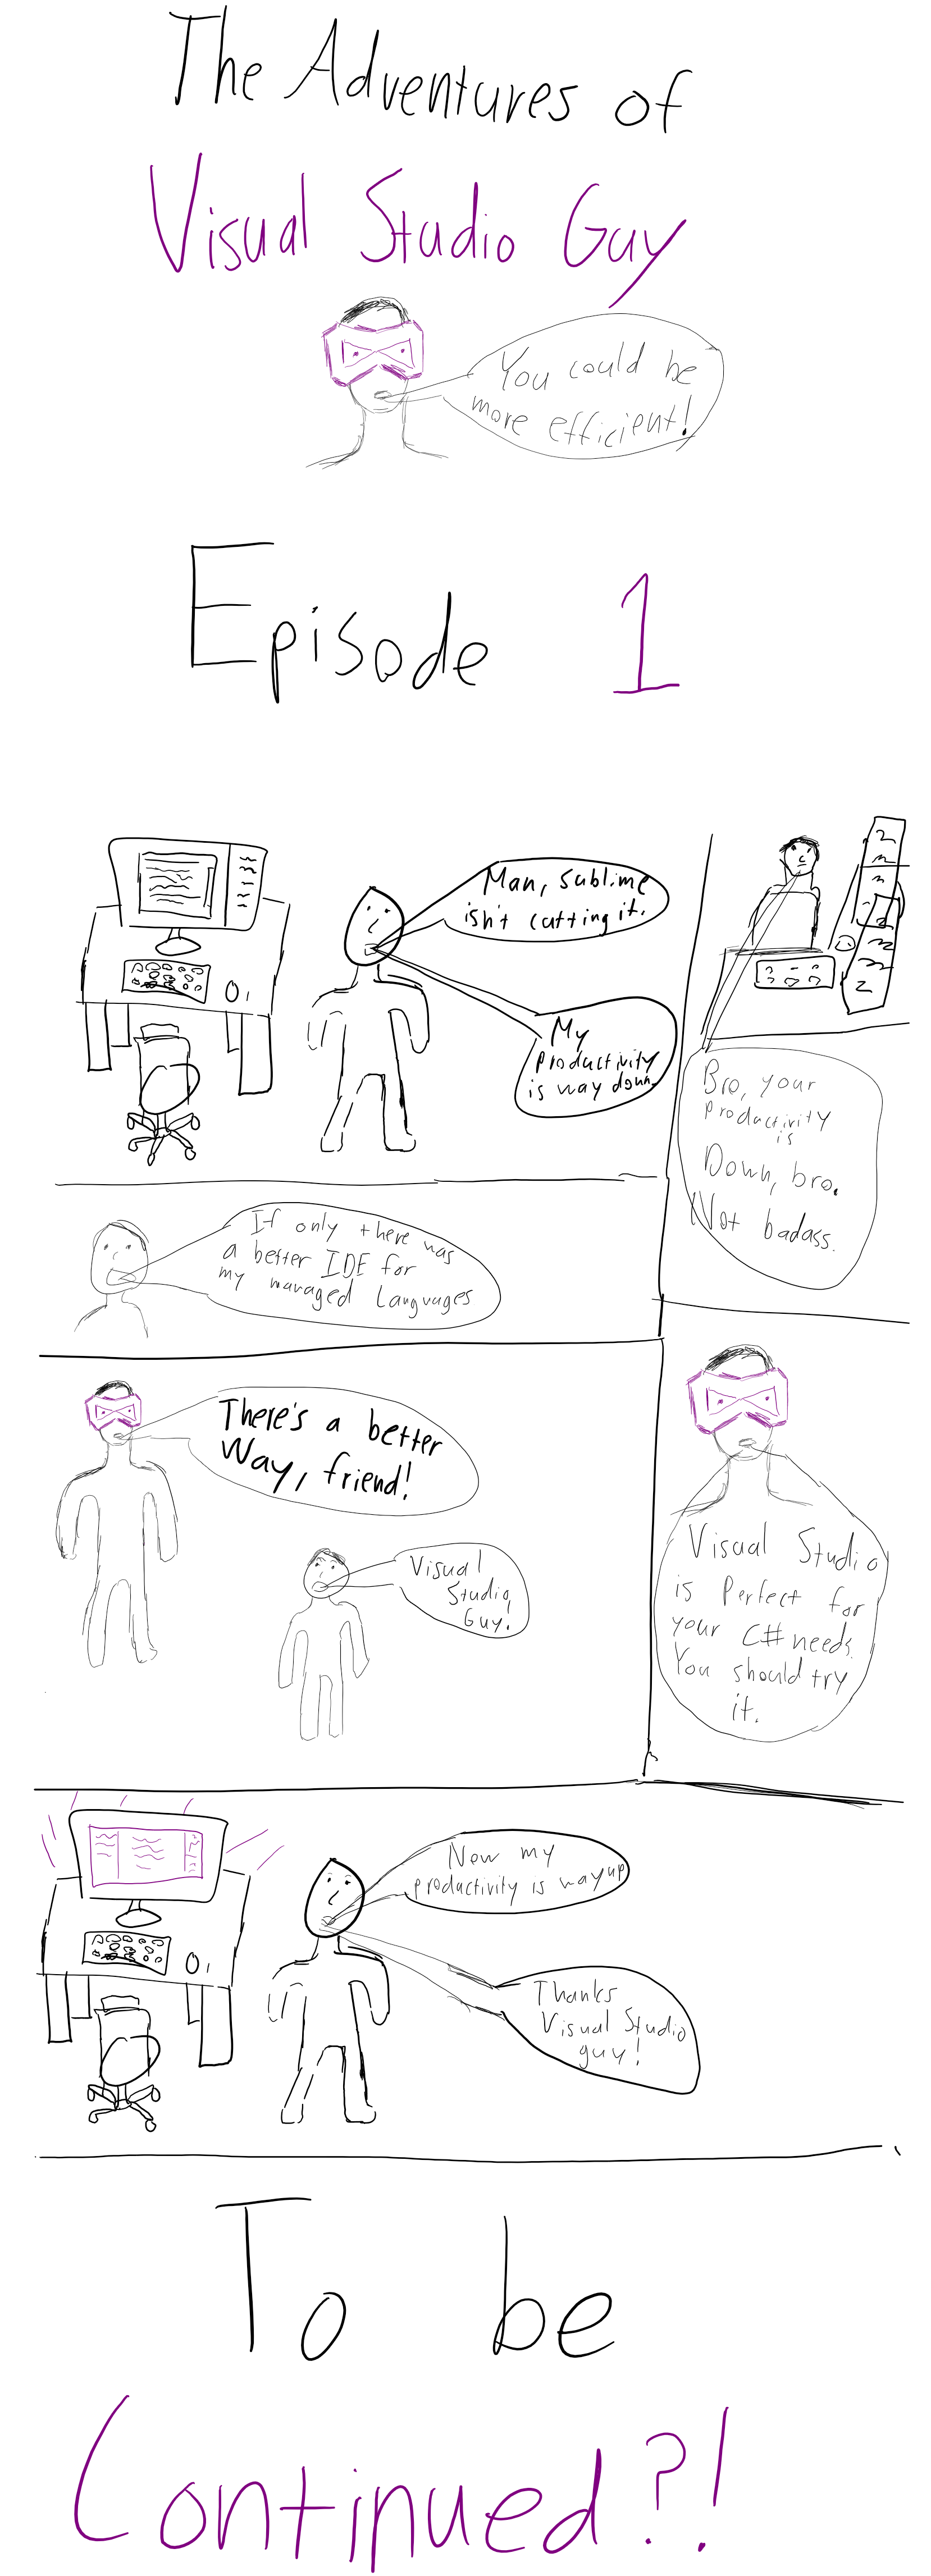 The Adventures of
Visual Studio Guy
You could be
more efficient!
Episode 1
Man, sublime
isn't cutting it.
My
productivity
is way down.
Bro, your
productivity
is
Down, bro.
Not badass.
If only there was
a better IDE for
my managed languages
There's a better
Way, friend!
Visual
Studio
Guy!
Visual Studio
is perfect for
your C# needs.
You should try
it.
Now my
productivity is way up
Thanks
Visual Studio
guy!
To be
Continued?!